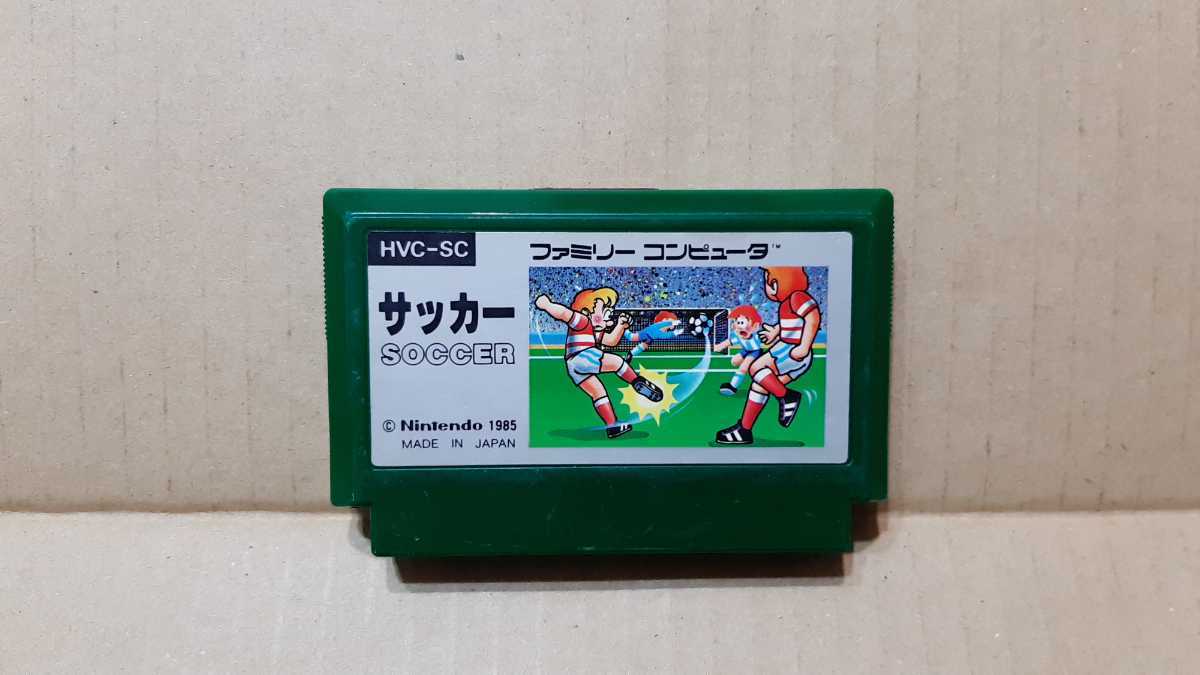 HVC-SC
ファミリー コンピュータ™
サッカー
SOCCER
© Nintendo 1985
MADE IN JAPAN